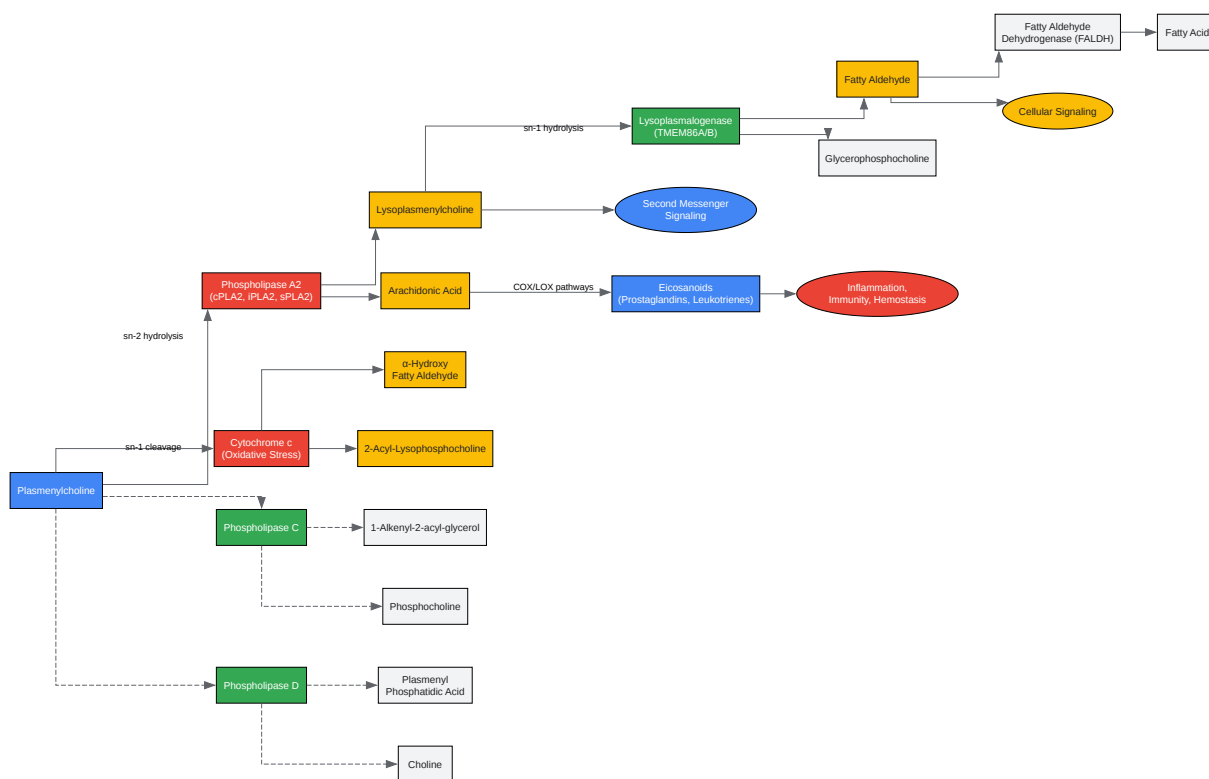 Fatty Aldehyde
Dehydrogenase (FALDH)
Fatty Acid
Fatty Aldehyde
Cellular Signaling
Lysoplasmalogenase
(TMEM86A/B)
sn-1 hydrolysis
Glycerophosphocholine
Lysoplasmenylcholine
Second Messenger
Signaling
Phospholipase A2
(cPLA2, iPLA2, sPLA2)
Arachidonic Acid
COX/LOX pathways
Eicosanoids
(Prostaglandins, Leukotrienes)
Inflammation,
Immunity, Hemostasis
sn-2 hydrolysis
α-Hydroxy
Fatty Aldehyde
sn-1 cleavage
Cytochrome c
(Oxidative Stress)
2-Acyl-Lysophosphocholine
Plasmenylcholine
Phospholipase C
1-Alkenyl-2-acyl-glycerol
Phosphocholine
Phospholipase D
Plasmenyl
Phosphatidic Acid
Choline